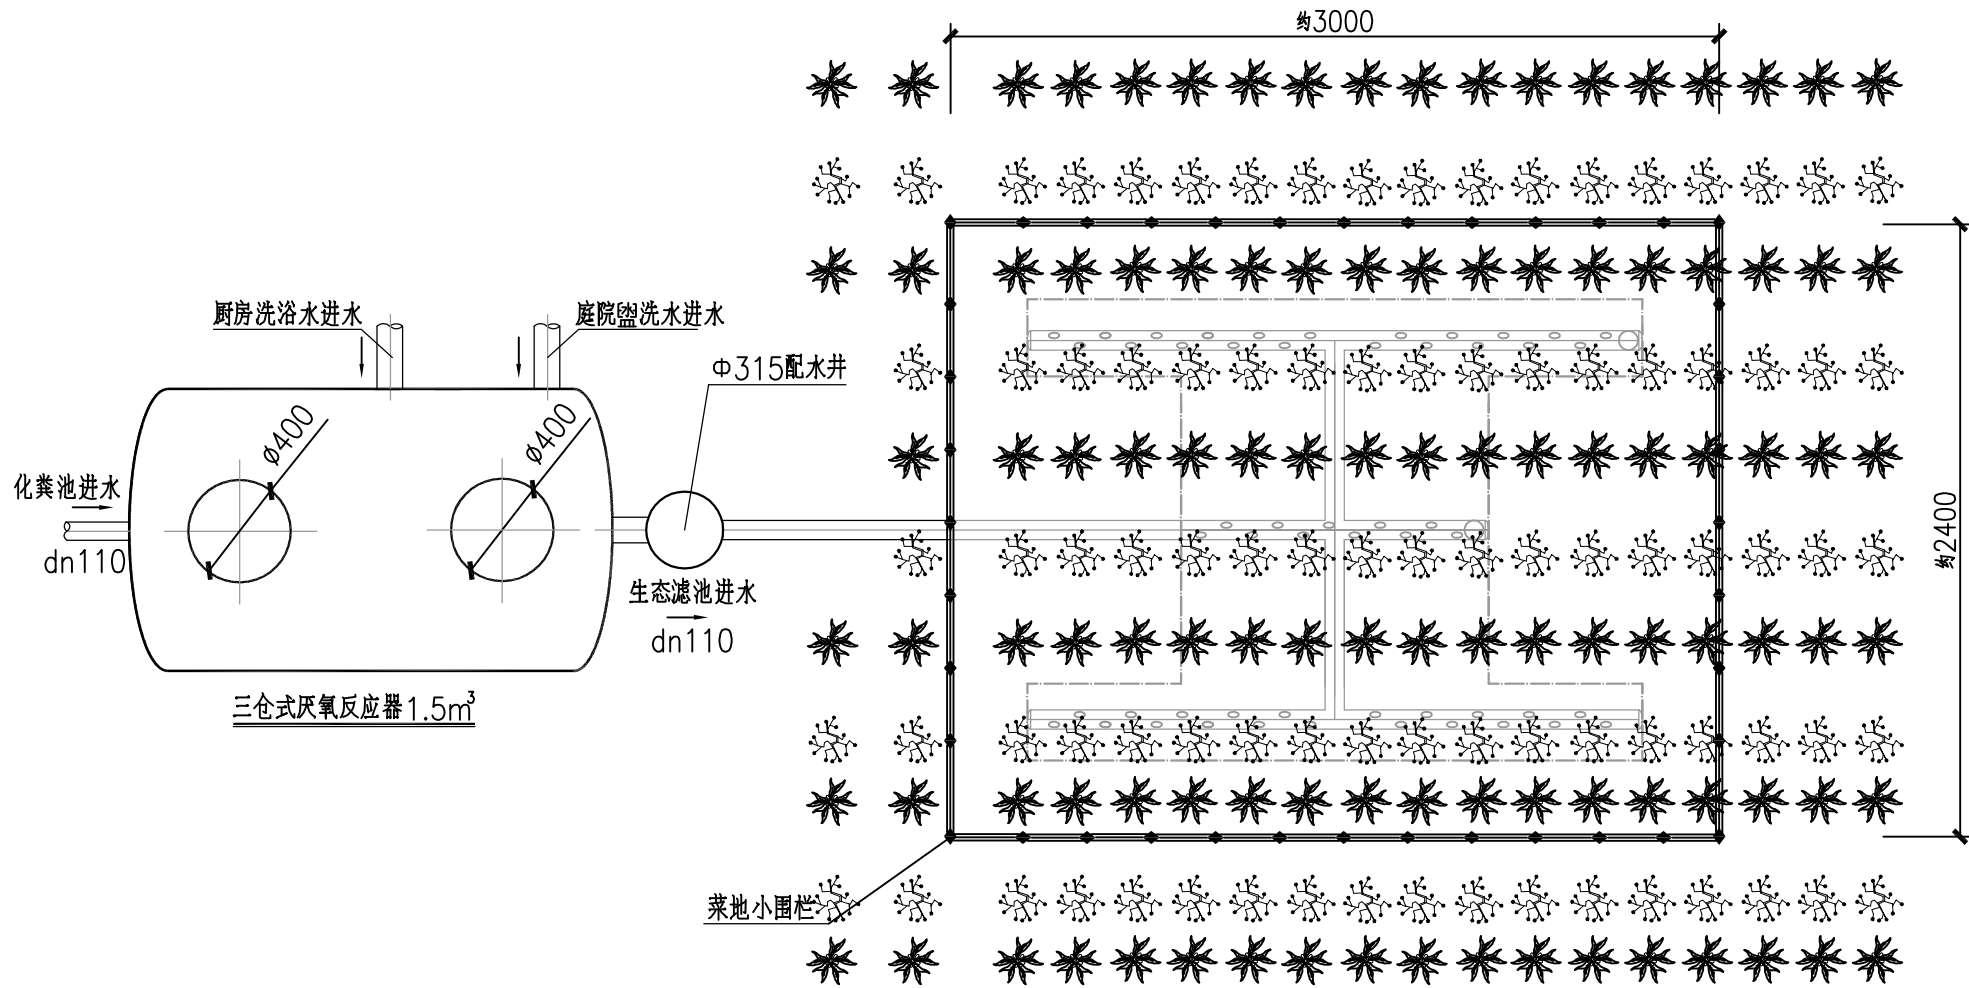 约3000
厨房洗浴水进水
庭院盥洗水进水
Φ315配水井
ϕ400
ϕ400
化粪池进水
dn110
约2400
生态滤池进水
dn110
三仓式厌氧反应器1.5m³
菜地小围栏